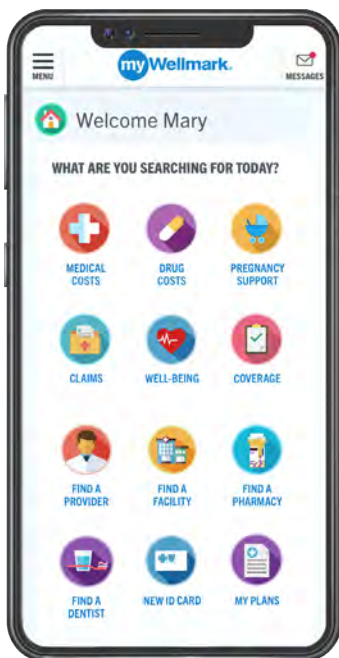 myWellmark.
MENU
MESSAGES
Welcome Mary
WHAT ARE YOU SEARCHING FOR TODAY?
MEDICAL COSTS
DRUG COSTS
PREGNANCY SUPPORT
CLAIMS
WELL-BEING
COVERAGE
FIND A PROVIDER
FIND A FACILITY
FIND A PHARMACY
FIND A DENTIST
NEW ID CARD
MY PLANS